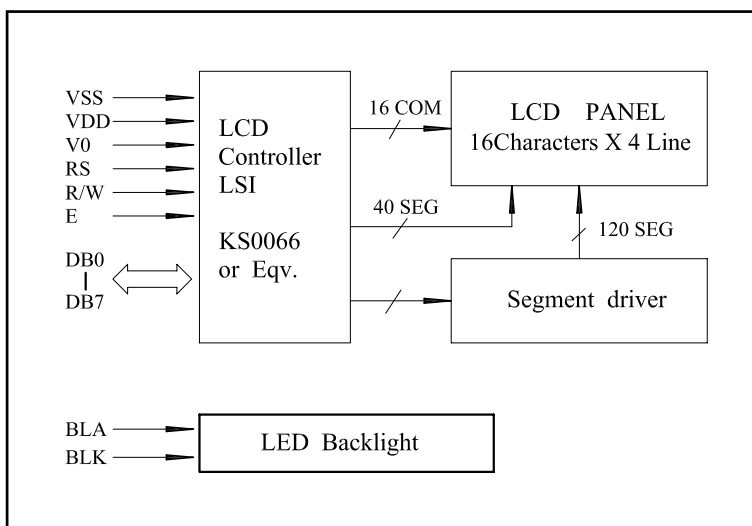 VSS
VDD
V0
RS
R/W
E
DB0
DB7
LCD
Controller
LSI
KS0066
or Eqv.
16 COM
40 SEG
LCD PANEL
16Characters X 4 Line
120 SEG
Segment driver
BLA
BLK
LED Backlight